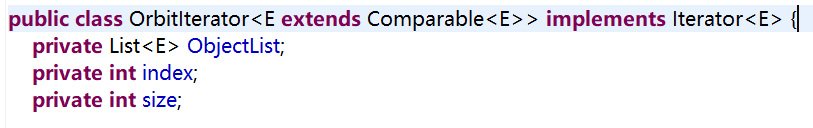 public class OrbitIterator<E extends Comparable<E>> implements Iterator<E> {
private List<E> ObjectList;
private int index;
private int size;